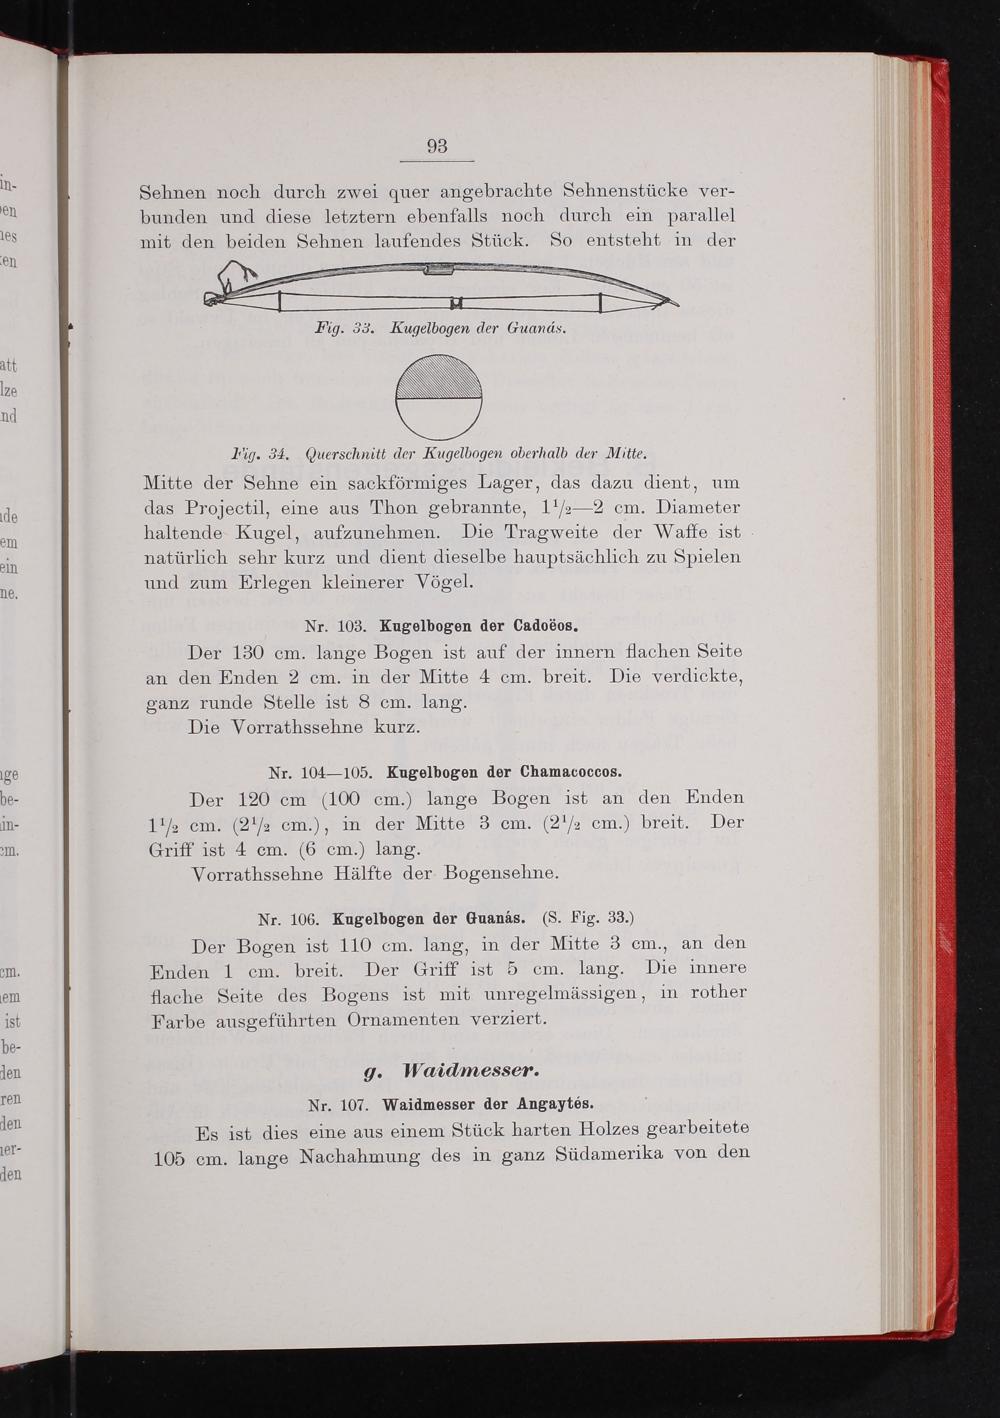 93
Sehnen noch durch zwei quer angebrachte Sehnenstücke ver-
bunden und diese letztern ebenfalls noch durch ein parallel
mit den beiden Sehnen laufendes Stück. So entsteht in der
Fig. 33. Kugelbogen der Guanás.
Fig. 34. Querschnitt der Kugelbogen oberhalb der Mitte.
Mitte der Sehne ein sackförmiges Lager, das dazu dient, um
das Projectil, eine aus Thon gebrannte, 1¹/₂—2 cm. Diameter
haltende Kugel, aufzunehmen. Die Tragweite der Waffe ist
natürlich sehr kurz und dient dieselbe hauptsächlich zu Spielen
und zum Erlegen kleinerer Vögel.
Nr. 103. Kugelbogen der Cadoëos.
Der 130 cm. lange Bogen ist auf der innern flachen Seite
an den Enden 2 cm. in der Mitte 4 cm. breit. Die verdickte,
ganz runde Stelle ist 8 cm. lang.
Die Vorrathssehne kurz.
Nr. 104—105. Kugelbogen der Chamacoccos.
Der 120 cm (100 cm.) lange Bogen ist an den Enden
1¹/₂ cm. (2¹/₂ cm.), in der Mitte 3 cm. (2¹/₂ cm.) breit. Der
Griff ist 4 cm. (6 cm.) lang.
Vorrathssehne Hälfte der Bogensehne.
Nr. 106. Kugelbogen der Guanás. (S. Fig. 33.)
Der Bogen ist 110 cm. lang, in der Mitte 3 cm., an den
Enden 1 cm. breit. Der Griff ist 5 cm. lang. Die innere
flache Seite des Bogens ist mit unregelmässigen, in rother
Farbe ausgeführten Ornamenten verziert.
g. Waidmesser.
Nr. 107. Waidmesser der Angaytés.
Es ist dies eine aus einem Stück harten Holzes gearbeitete
105 cm. lange Nachahmung des in ganz Südamerika von den